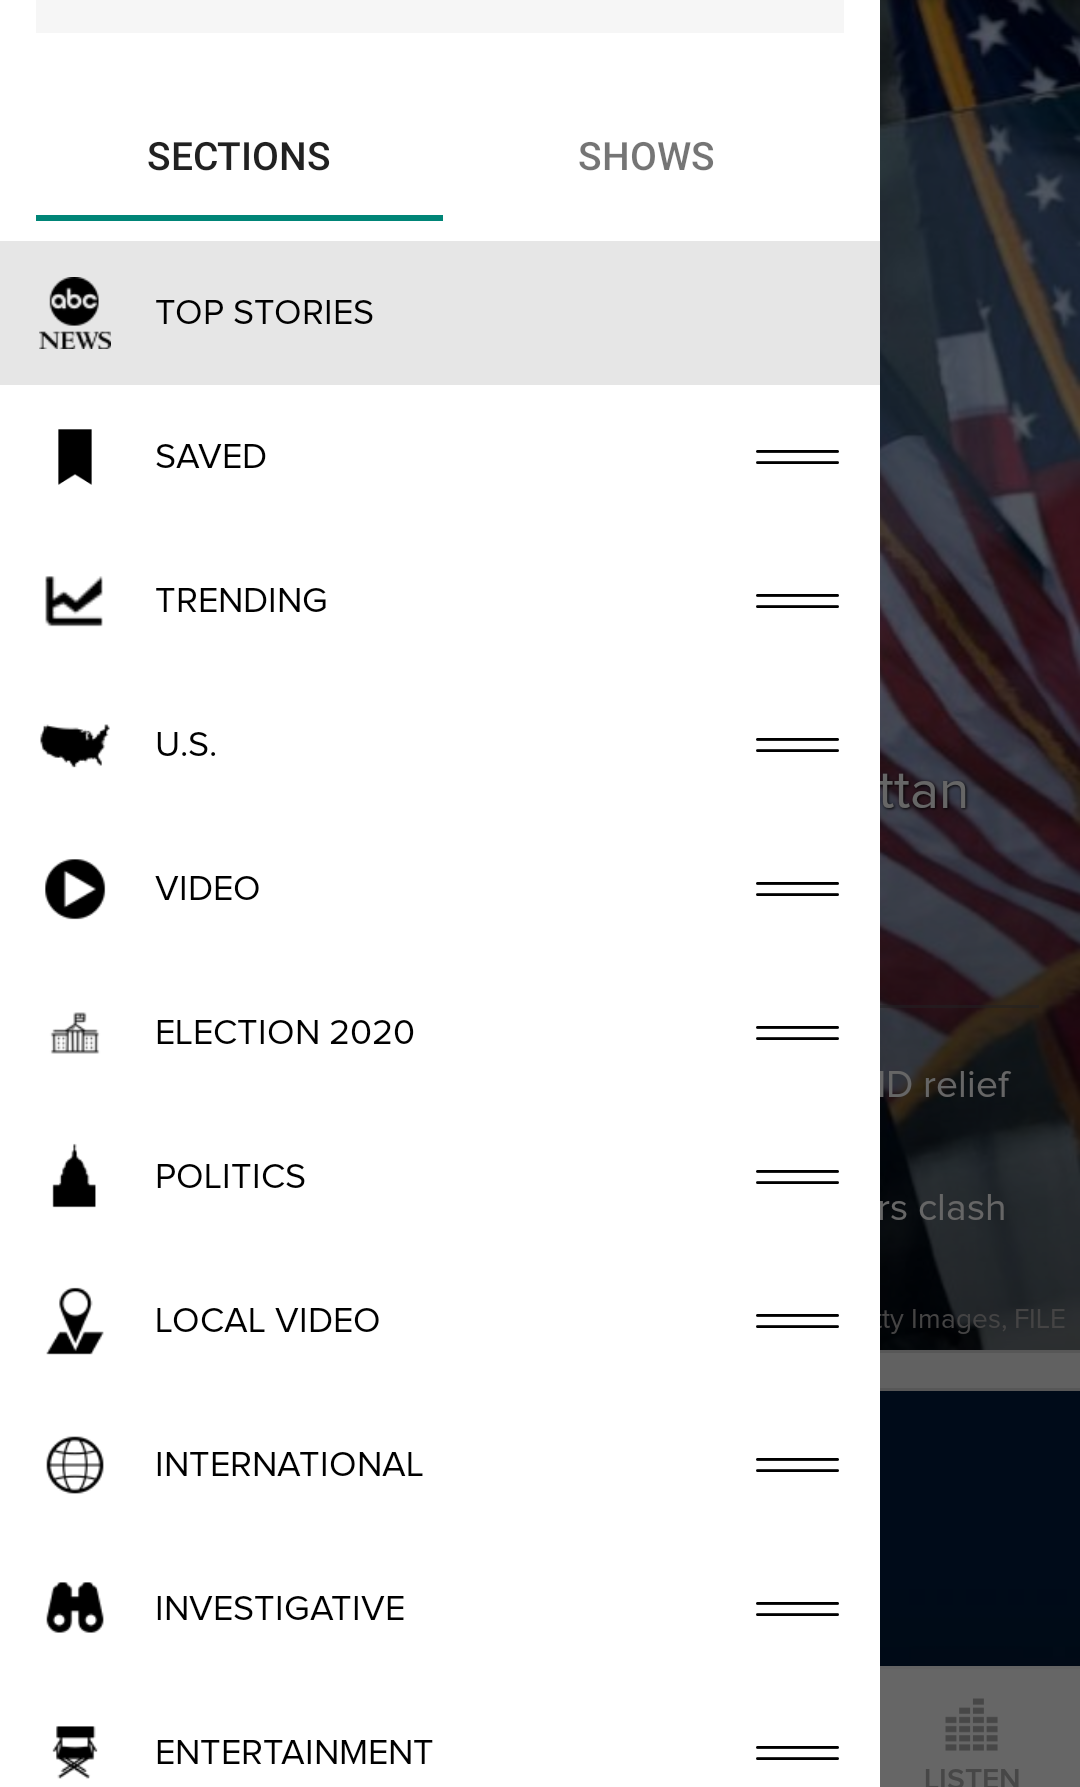 SECTIONS
SHOWS
abc
NEWS
TOP STORIES
SAVED
TRENDING
U.S.
ttan
VIDEO
ELECTION 2020
D relief
POLITICS
rs clash
LOCAL VIDEO
ty Images, FILE
INTERNATIONAL
INVESTIGATIVE
ENTERTAINMENT
LISTEN